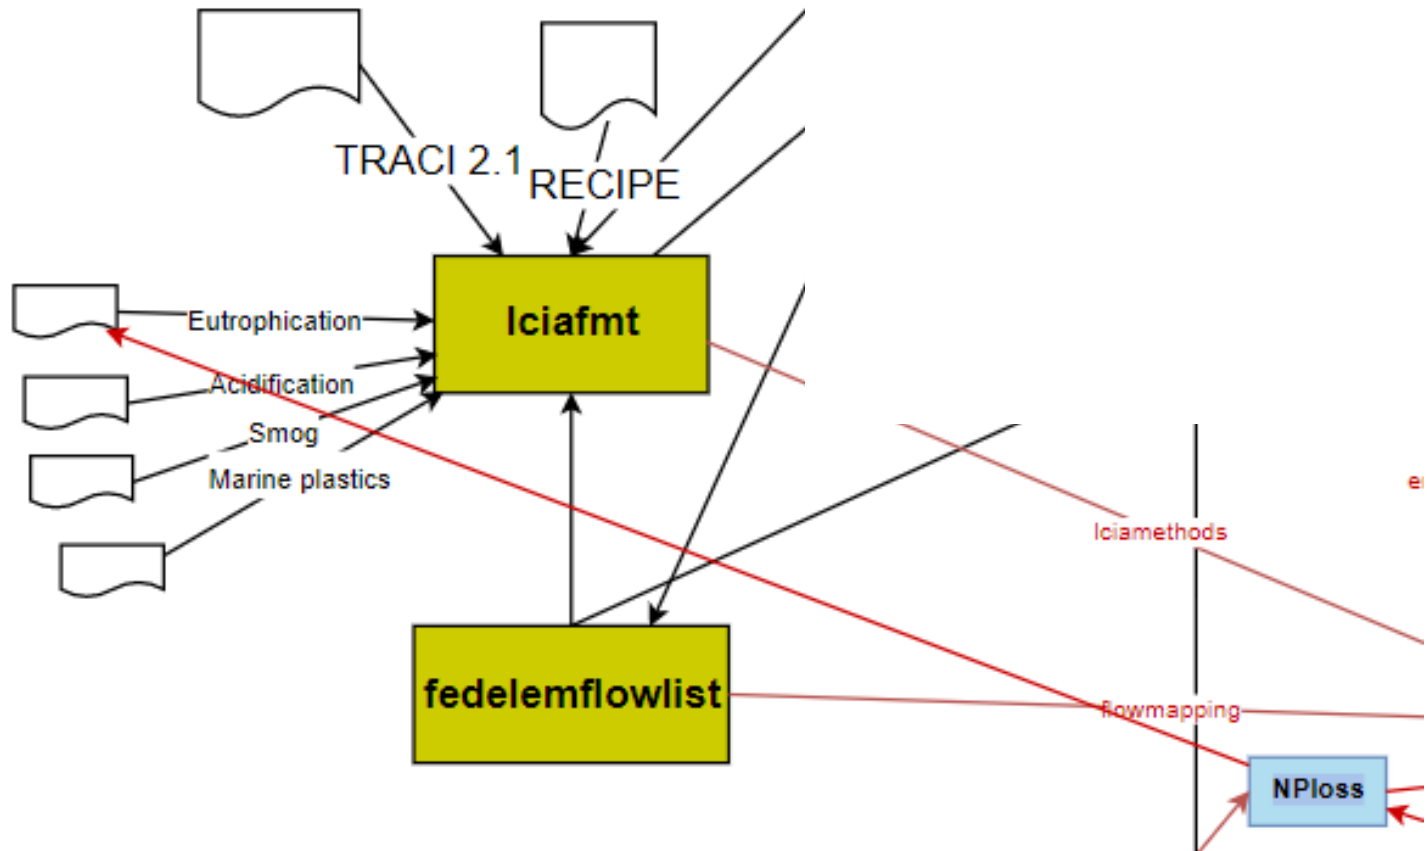 TRACI 2.1
RECIPE
lciafmt
Eutrophication
Acidification
Smog
Marine plastics
lciamethods
fedelemflowlist
flowmapping
NPloss